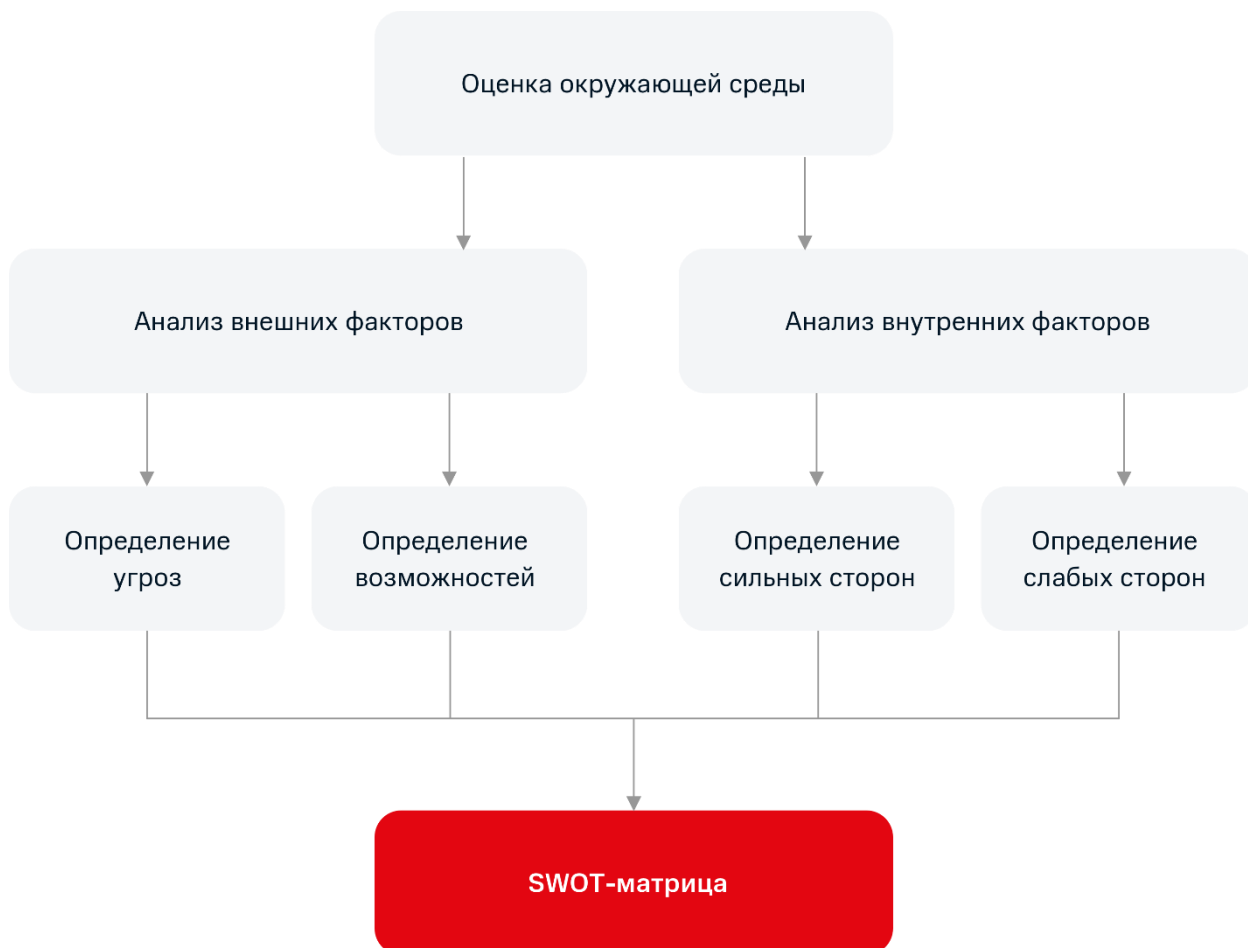 Оценка окружающей среды
Анализ внешних факторов
Анализ внутренних факторов
Определение
угроз
Определение
возможностей
Определение
сильных сторон
Определение
слабых сторон
SWOT-матрица